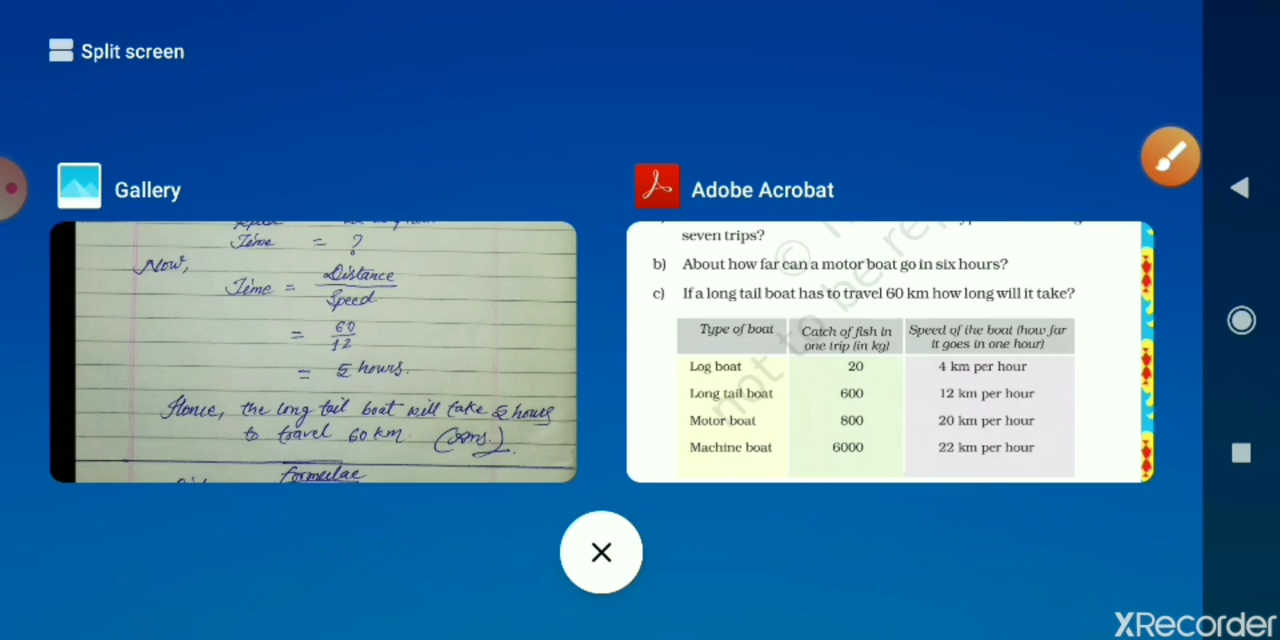 Split screen
Gallery
Time = ?
Now,
Time = Distance
Speed
= 60
12
= 5 hours.
Hence, the long tail boat will take 5 hours
to travel 60 km. (Ans.)
formulae
Adobe Acrobat
seven trips?
b) About how far can a motor boat go in six hours?
c) If a long tail boat has to travel 60 km how long will it take?
Type of boat Catch of fish in one trip (in kg) Speed of the boat (how far it goes in one hour)
Log boat 20 4 km per hour
Long tail boat 600 12 km per hour
Motor boat 800 20 km per hour
Machine boat 6000 22 km per hour
not to be re
XRecorder